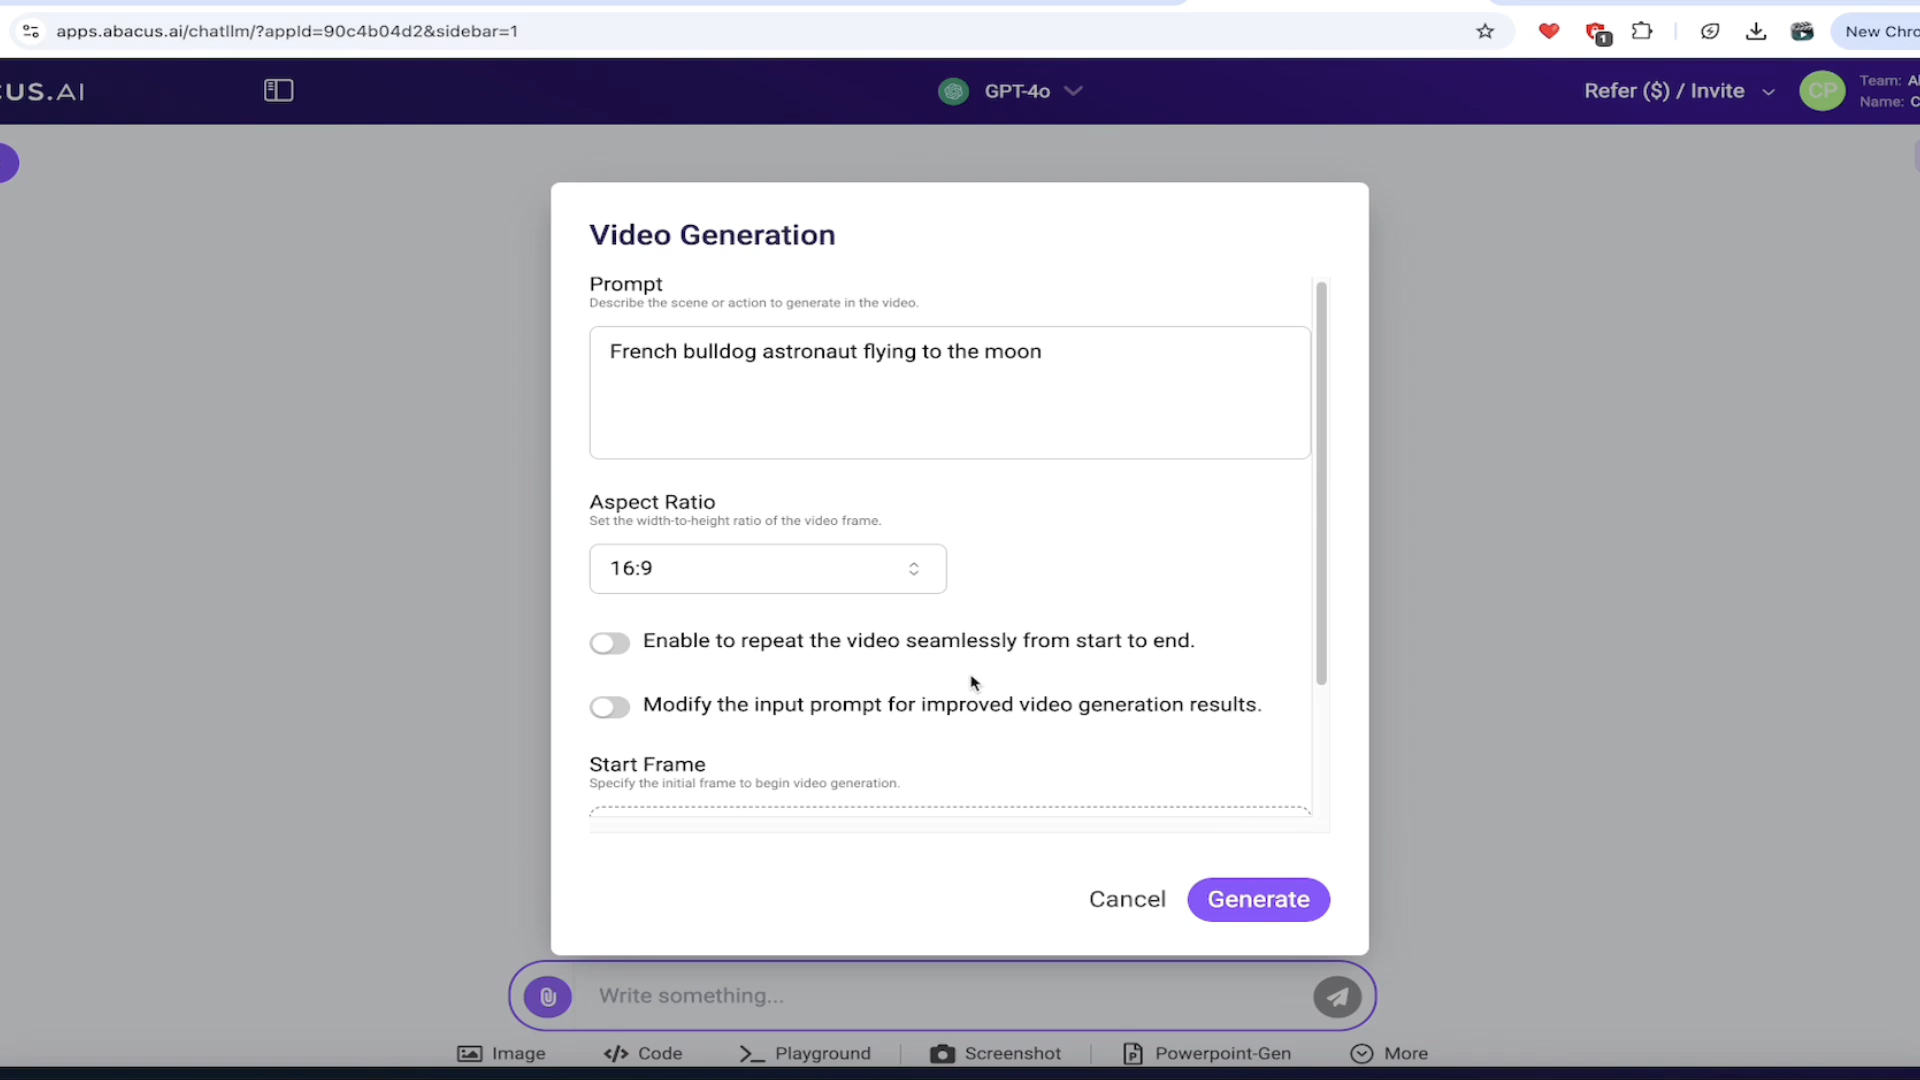 apps.abacus.ai/chatllm/?appId=90c4b04d2&sidebar=1
1
New Chro
CUS.AI
GPT-4o
Refer ($) / Invite
CP
Team: A
Name: C
Video Generation
Prompt
Describe the scene or action to generate in the video.
French bulldog astronaut flying to the moon
Aspect Ratio
Set the width-to-height ratio of the video frame.
16:9
Enable to repeat the video seamlessly from start to end.
Modify the input prompt for improved video generation results.
Start Frame
Specify the initial frame to begin video generation.
Cancel
Generate
Write something...
Image
Code
Playground
Screenshot
Powerpoint-Gen
More